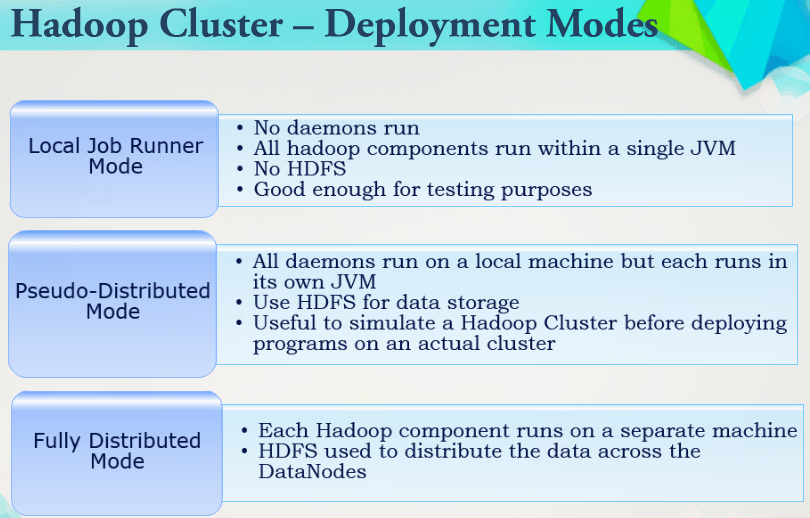 Hadoop Cluster – Deployment Modes
Local Job Runner
Mode
• No daemons run
• All hadoop components run within a single JVM
• No HDFS
• Good enough for testing purposes
Pseudo-Distributed
Mode
• All daemons run on a local machine but each runs in
its own JVM
• Use HDFS for data storage
• Useful to simulate a Hadoop Cluster before deploying
programs on an actual cluster
Fully Distributed
Mode
• Each Hadoop component runs on a separate machine
• HDFS used to distribute the data across the
DataNodes